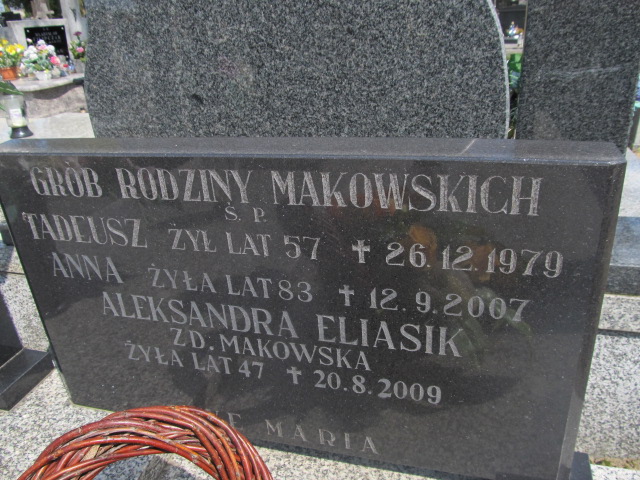 GRÓB RODZINY MAKOWSKICH
Ś.P.
TADEUSZ ŻYŁ LAT 57 ✝ 26.12.1979
ANNA ŻYŁA LAT 83 ✝ 12.9.2007
ALEKSANDRA ELIASIK
ZD. MAKOWSKA
ŻYŁA LAT 47 ✝ 20.8.2009
MARIA